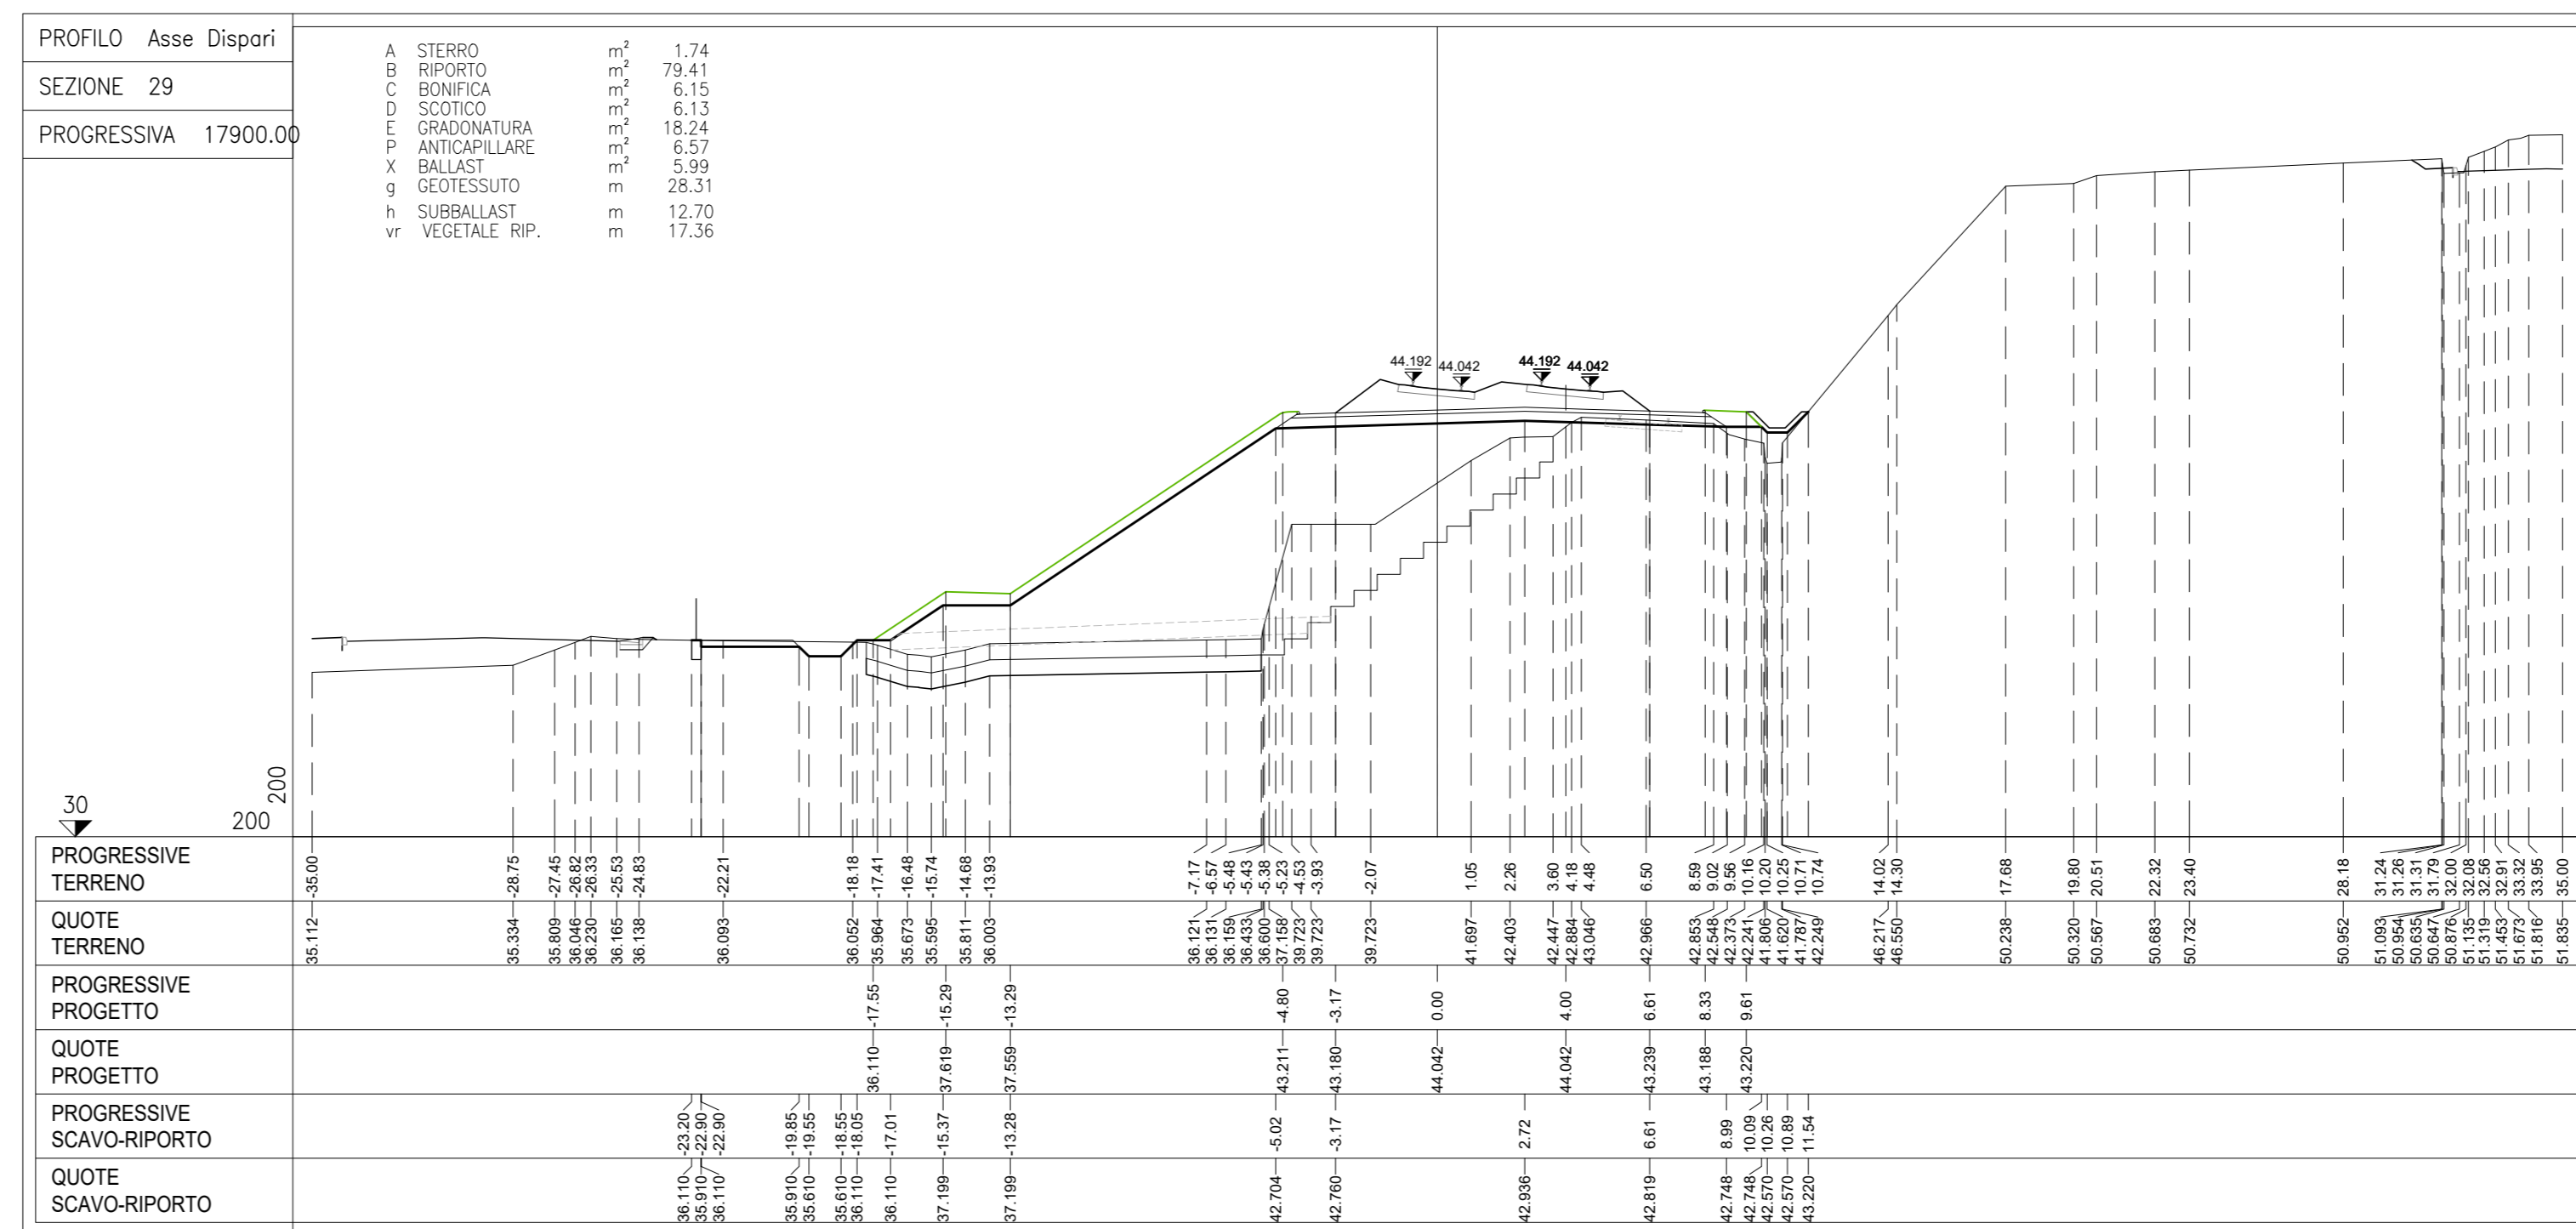 PROFILO Asse Dispari
SEZIONE 29
PROGRESSIVA 17900.00
A STERRO m² 1.74
B RIPORTO m² 79.41
C BONIFICA m² 6.15
D SCOTICO m² 6.13
E GRADONATURA m² 18.24
P ANTICAPILLARE m² 6.57
X BALLAST m² 5.99
g GEOTESSUTO m 28.31
h SUBBALLAST m 12.70
vr VEGETALE RIP. m 17.36
44.192 44.042 44.192 44.042
200
30
200
PROGRESSIVE TERRENO
-35.00 -28.75 -27.45 -26.82 -26.33 -25.53 -24.83 -22.21 -18.18 -17.41 -16.48 -15.74 -14.68 -13.93 -7.17 -6.57 -5.48 -5.43 -5.38 -5.23 -4.53 -3.93 -2.07 1.05 2.26 3.60 4.18 4.48 6.50 8.59 9.02 9.56 10.16 10.20 10.25 10.71 10.74 14.02 14.30 17.68 19.80 20.51 22.32 23.40 28.18 31.24 31.26 31.31 31.79 32.00 32.08 32.56 32.91 33.32 33.95 35.00
QUOTE TERRENO
35.112 35.334 35.809 36.046 36.230 36.165 36.138 36.093 36.052 35.964 35.673 35.595 35.811 36.003 36.121 36.131 36.159 36.433 36.600 37.158 39.723 39.723 39.723 41.697 42.403 42.447 42.884 43.046 42.966 42.853 42.548 42.373 42.241 41.806 41.620 41.787 42.249 46.217 46.550 50.238 50.320 50.567 50.683 50.732 50.952 51.093 50.954 50.635 50.647 50.876 51.135 51.319 51.453 51.673 51.816 51.835
PROGRESSIVE PROGETTO
-17.55 -15.29 -13.29 -4.80 -3.17 0.00 4.00 6.61 8.33 9.61
QUOTE PROGETTO
36.110 37.619 37.559 43.211 43.180 44.042 44.042 43.239 43.188 43.220
PROGRESSIVE SCAVO-RIPORTO
-23.20 -22.90 -22.90 -19.85 -19.55 -18.55 -18.05 -17.01 -15.37 -13.28 -5.02 -3.17 2.72 6.61 8.99 10.09 10.26 10.89 11.54
QUOTE SCAVO-RIPORTO
36.110 35.910 36.110 35.910 35.610 35.610 36.110 36.110 37.199 37.199 42.704 42.760 42.936 42.819 42.748 42.748 42.570 42.570 43.220